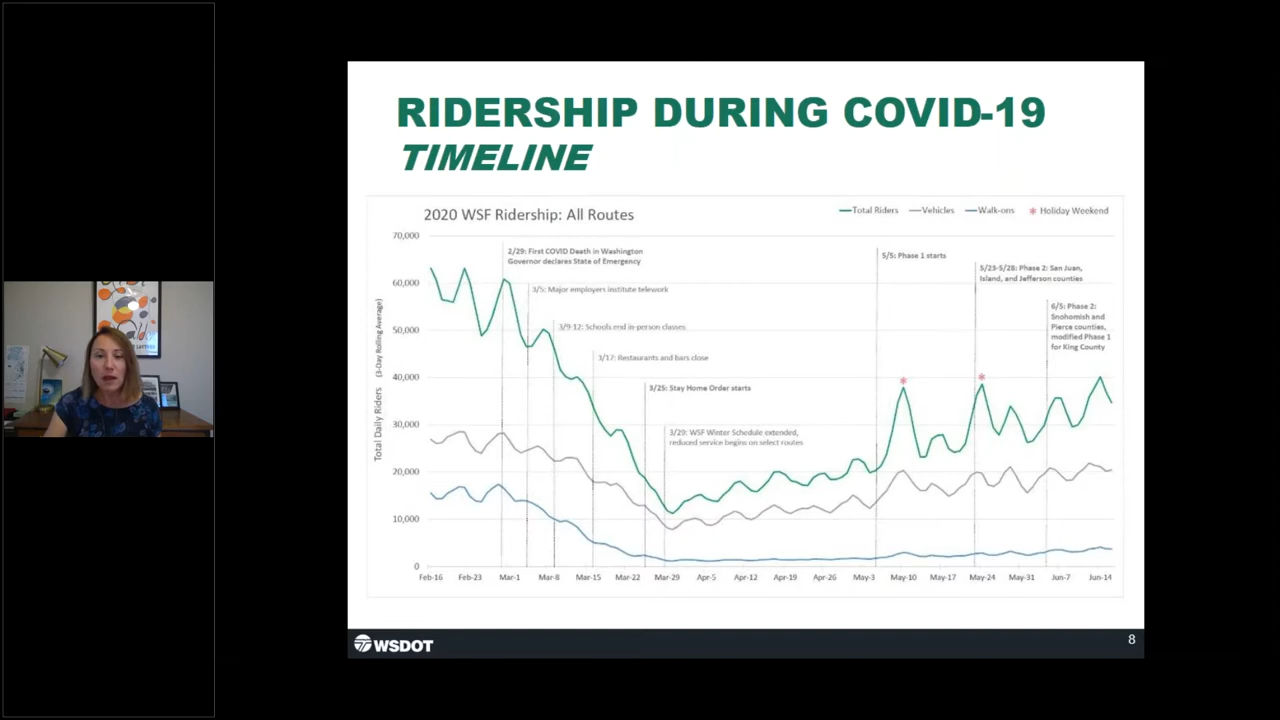 RIDERSHIP DURING COVID-19
TIMELINE
2020 WSF Ridership: All Routes
Total Riders
Vehicles
Walk-ons
* Holiday Weekend
Total Daily Riders (3-Day Rolling Average)
70,000
60,000
50,000
40,000
30,000
20,000
10,000
0
2/29: First COVID Death in Washington
Governor declares State of Emergency
3/5: Major employers institute telework
3/9-12: Schools end in-person classes
3/17: Restaurants and bars close
3/25: Stay Home Order starts
3/29: WSF Winter Schedule extended,
reduced service begins on select routes
5/5: Phase 1 starts
5/23-5/28: Phase 2: San Juan,
Island, and Jefferson counties
6/5: Phase 2:
Snohomish and
Pierce counties,
modified Phase 1
for King County
*
*
Feb-16 Feb-23 Mar-1 Mar-8 Mar-15 Mar-22 Mar-29 Apr-5 Apr-12 Apr-19 Apr-26 May-3 May-10 May-17 May-24 May-31 Jun-7 Jun-14
WSDOT
8